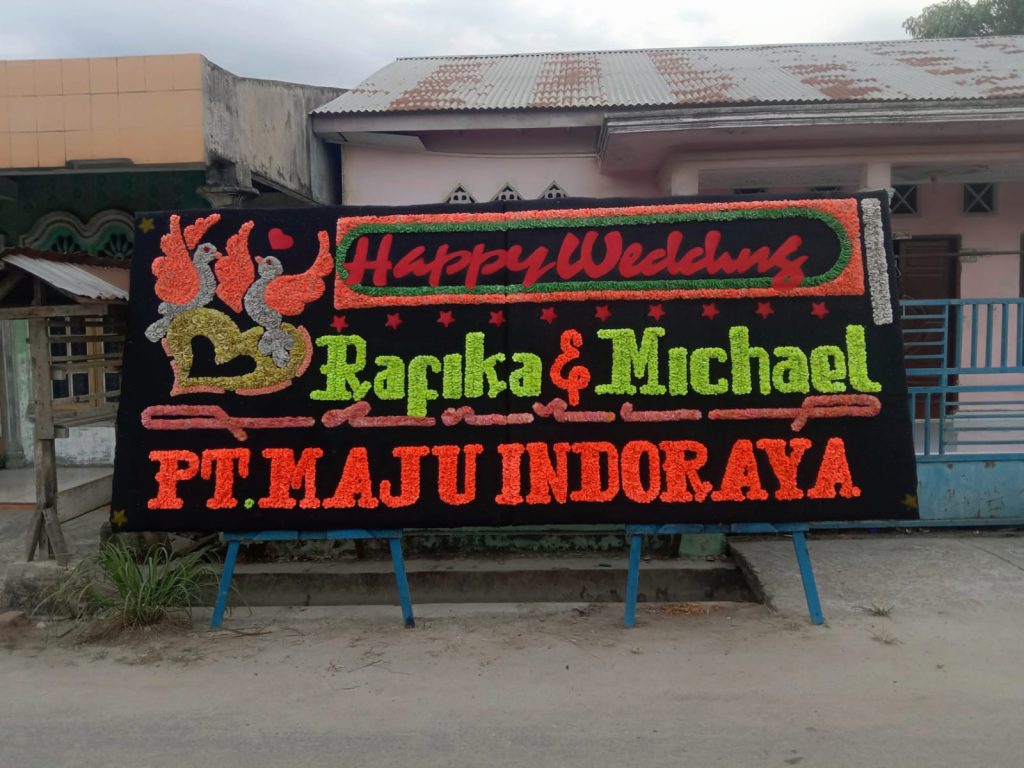 Happy Wedding
Rafika & Michael
PT. MAJU INDORAYA